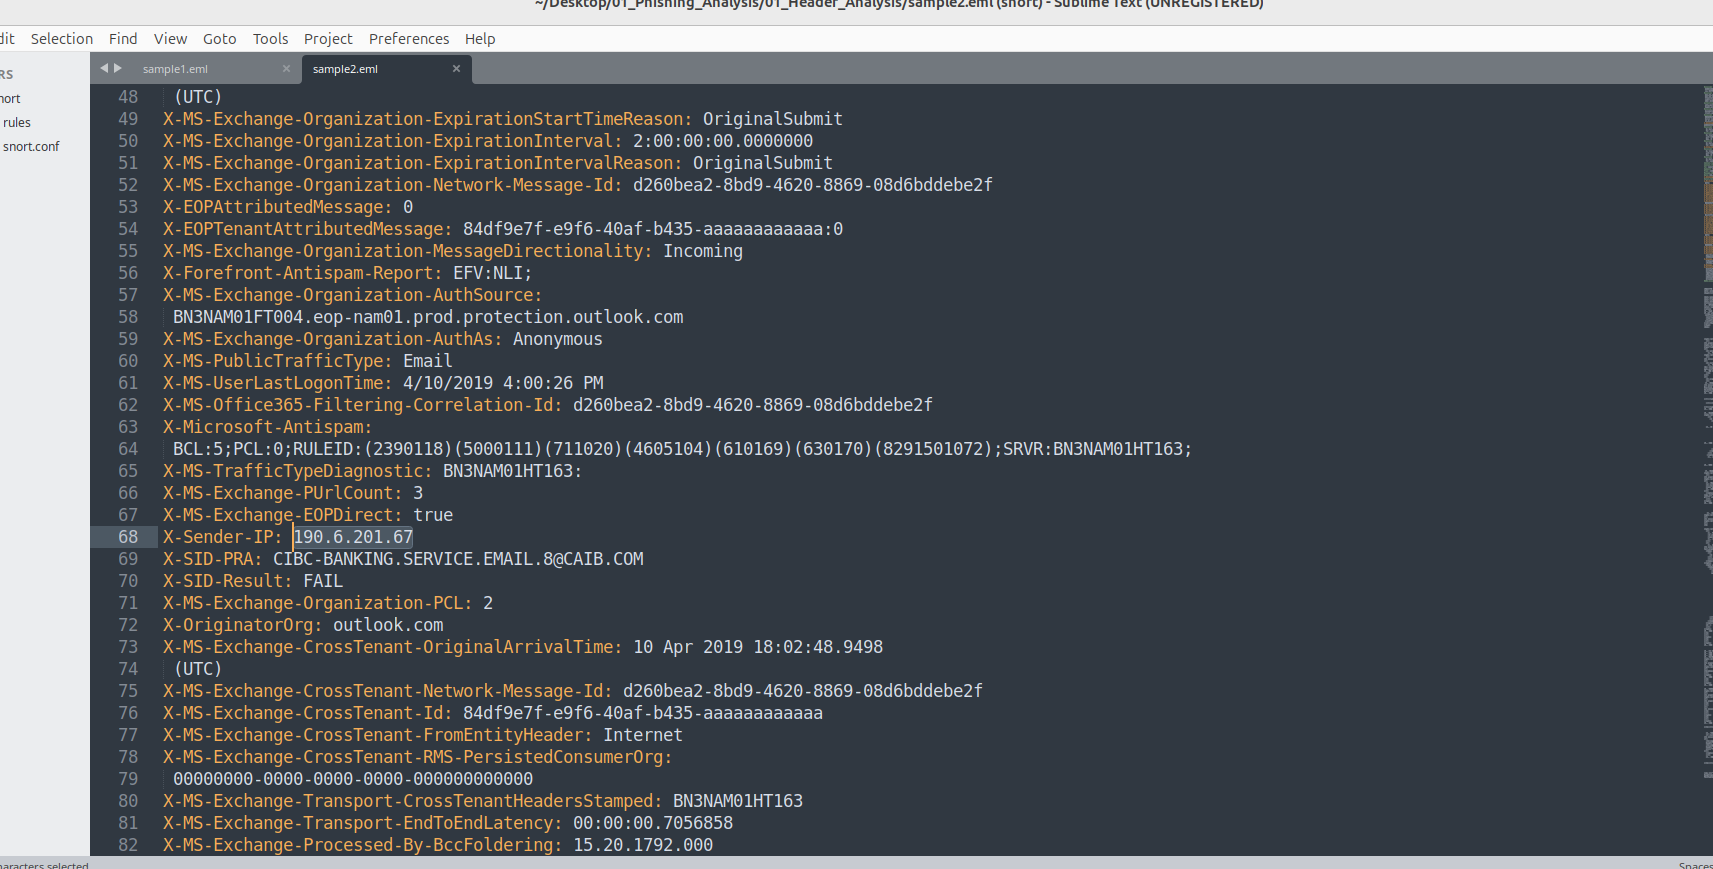 ~/Desktop/01_Phishing_Analysis/01_Header_Analysis/sample2.eml (snort) - Sublime Text (UNREGISTERED)
dit Selection Find View Goto Tools Project Preferences Help
RS
nort
rules
snort.conf
sample1.eml ×
sample2.eml ×
48 (UTC)
49 X-MS-Exchange-Organization-ExpirationStartTimeReason: OriginalSubmit
50 X-MS-Exchange-Organization-ExpirationInterval: 2:00:00:00.0000000
51 X-MS-Exchange-Organization-ExpirationIntervalReason: OriginalSubmit
52 X-MS-Exchange-Organization-Network-Message-Id: d260bea2-8bd9-4620-8869-08d6bddebe2f
53 X-EOPAttributedMessage: 0
54 X-EOPTenantAttributedMessage: 84df9e7f-e9f6-40af-b435-aaaaaaaaaaaa:0
55 X-MS-Exchange-Organization-MessageDirectionality: Incoming
56 X-Forefront-Antispam-Report: EFV:NLI;
57 X-MS-Exchange-Organization-AuthSource:
58 BN3NAM01FT004.eop-nam01.prod.protection.outlook.com
59 X-MS-Exchange-Organization-AuthAs: Anonymous
60 X-MS-PublicTrafficType: Email
61 X-MS-UserLastLogonTime: 4/10/2019 4:00:26 PM
62 X-MS-Office365-Filtering-Correlation-Id: d260bea2-8bd9-4620-8869-08d6bddebe2f
63 X-Microsoft-Antispam:
64 BCL:5;PCL:0;RULEID:(2390118)(5000111)(711020)(4605104)(610169)(630170)(8291501072);SRVR:BN3NAM01HT163;
65 X-MS-TrafficTypeDiagnostic: BN3NAM01HT163:
66 X-MS-Exchange-PUrlCount: 3
67 X-MS-Exchange-EOPDirect: true
68 X-Sender-IP: 190.6.201.67
69 X-SID-PRA: CIBC-BANKING.SERVICE.EMAIL.8@CAIB.COM
70 X-SID-Result: FAIL
71 X-MS-Exchange-Organization-PCL: 2
72 X-OriginatorOrg: outlook.com
73 X-MS-Exchange-CrossTenant-OriginalArrivalTime: 10 Apr 2019 18:02:48.9498
74 (UTC)
75 X-MS-Exchange-CrossTenant-Network-Message-Id: d260bea2-8bd9-4620-8869-08d6bddebe2f
76 X-MS-Exchange-CrossTenant-Id: 84df9e7f-e9f6-40af-b435-aaaaaaaaaaaa
77 X-MS-Exchange-CrossTenant-FromEntityHeader: Internet
78 X-MS-Exchange-CrossTenant-RMS-PersistedConsumerOrg:
79 00000000-0000-0000-0000-000000000000
80 X-MS-Exchange-Transport-CrossTenantHeadersStamped: BN3NAM01HT163
81 X-MS-Exchange-Transport-EndToEndLatency: 00:00:00.7056858
82 X-MS-Exchange-Processed-By-BccFoldering: 15.20.1792.000
haracters selected
Spaces